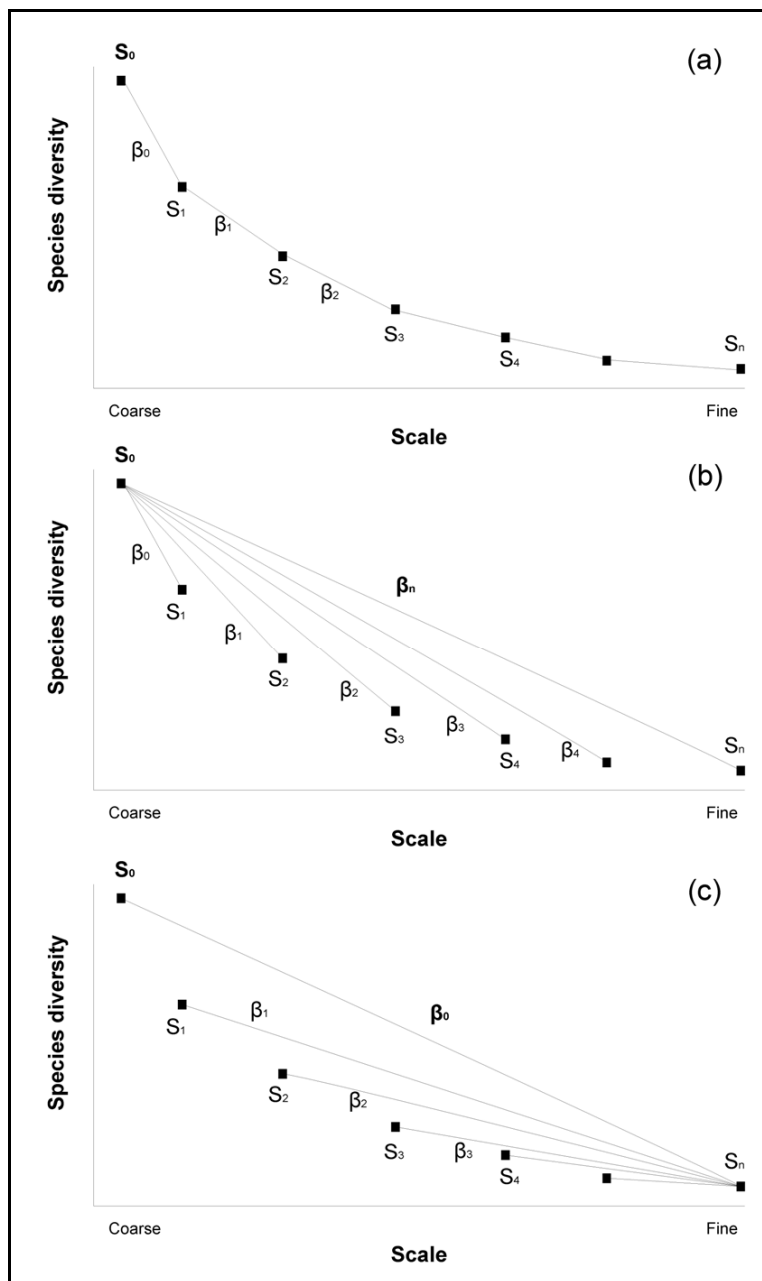 S₀
(a)
Species diversity
β₀
S₁
β₁
S₂
β₂
S₃
S₄
Sₙ
Coarse
Fine
Scale
S₀
(b)
Species diversity
β₀
βₙ
S₁
β₁
S₂
β₂
S₃
β₃
S₄
β₄
Sₙ
Coarse
Fine
Scale
S₀
(c)
Species diversity
β₁
β₀
S₁
S₂
β₂
S₃
β₃
S₄
Sₙ
Coarse
Fine
Scale